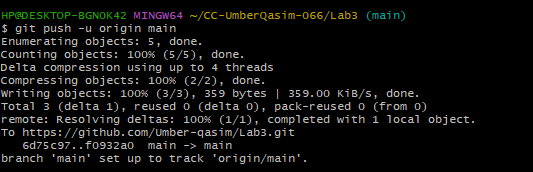 HP@DESKTOP-BGN0K42 MINGW64 ~/CC-UmberQasim-066/Lab3 (main)
$ git push -u origin main
Enumerating objects: 5, done.
Counting objects: 100% (5/5), done.
Delta compression using up to 4 threads
Compressing objects: 100% (2/2), done.
Writing objects: 100% (3/3), 359 bytes | 359.00 KiB/s, done.
Total 3 (delta 1), reused 0 (delta 0), pack-reused 0 (from 0)
remote: Resolving deltas: 100% (1/1), completed with 1 local object.
To https://github.com/Umber-qasim/Lab3.git
   6d75c97..f0932a0  main -> main
branch 'main' set up to track 'origin/main'.